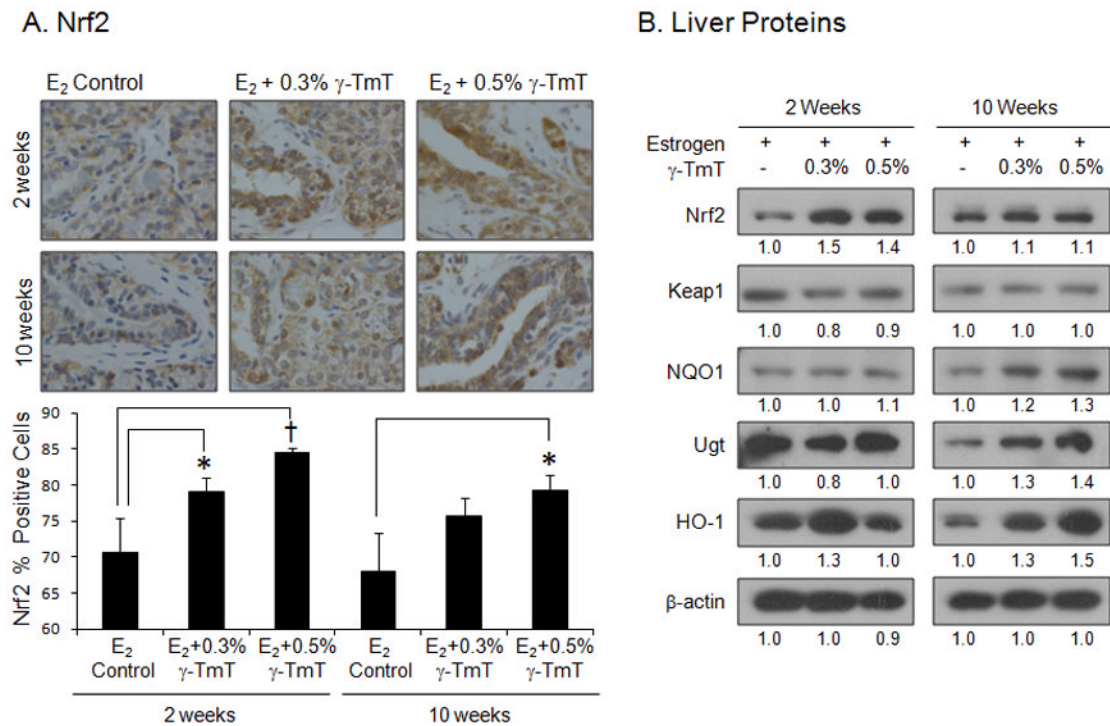 A. Nrf2
E₂ Control E₂ + 0.3% γ-TmT E₂ + 0.5% γ-TmT
2 weeks
10 weeks
Nrf2 % Positive Cells
90
85
80
75
70
65
60
†
*
*
E₂ Control E₂+0.3% γ-TmT E₂+0.5% γ-TmT E₂ Control E₂+0.3% γ-TmT E₂+0.5% γ-TmT
2 weeks 10 weeks
B. Liver Proteins
2 Weeks 10 Weeks
Estrogen + + + + + +
γ-TmT - 0.3% 0.5% - 0.3% 0.5%
Nrf2
1.0 1.5 1.4 1.0 1.1 1.1
Keap1
1.0 0.8 0.9 1.0 1.0 1.0
NQO1
1.0 1.0 1.1 1.0 1.2 1.3
Ugt
1.0 0.8 1.0 1.0 1.3 1.4
HO-1
1.0 1.3 1.0 1.0 1.3 1.5
β-actin
1.0 1.0 0.9 1.0 1.0 1.0